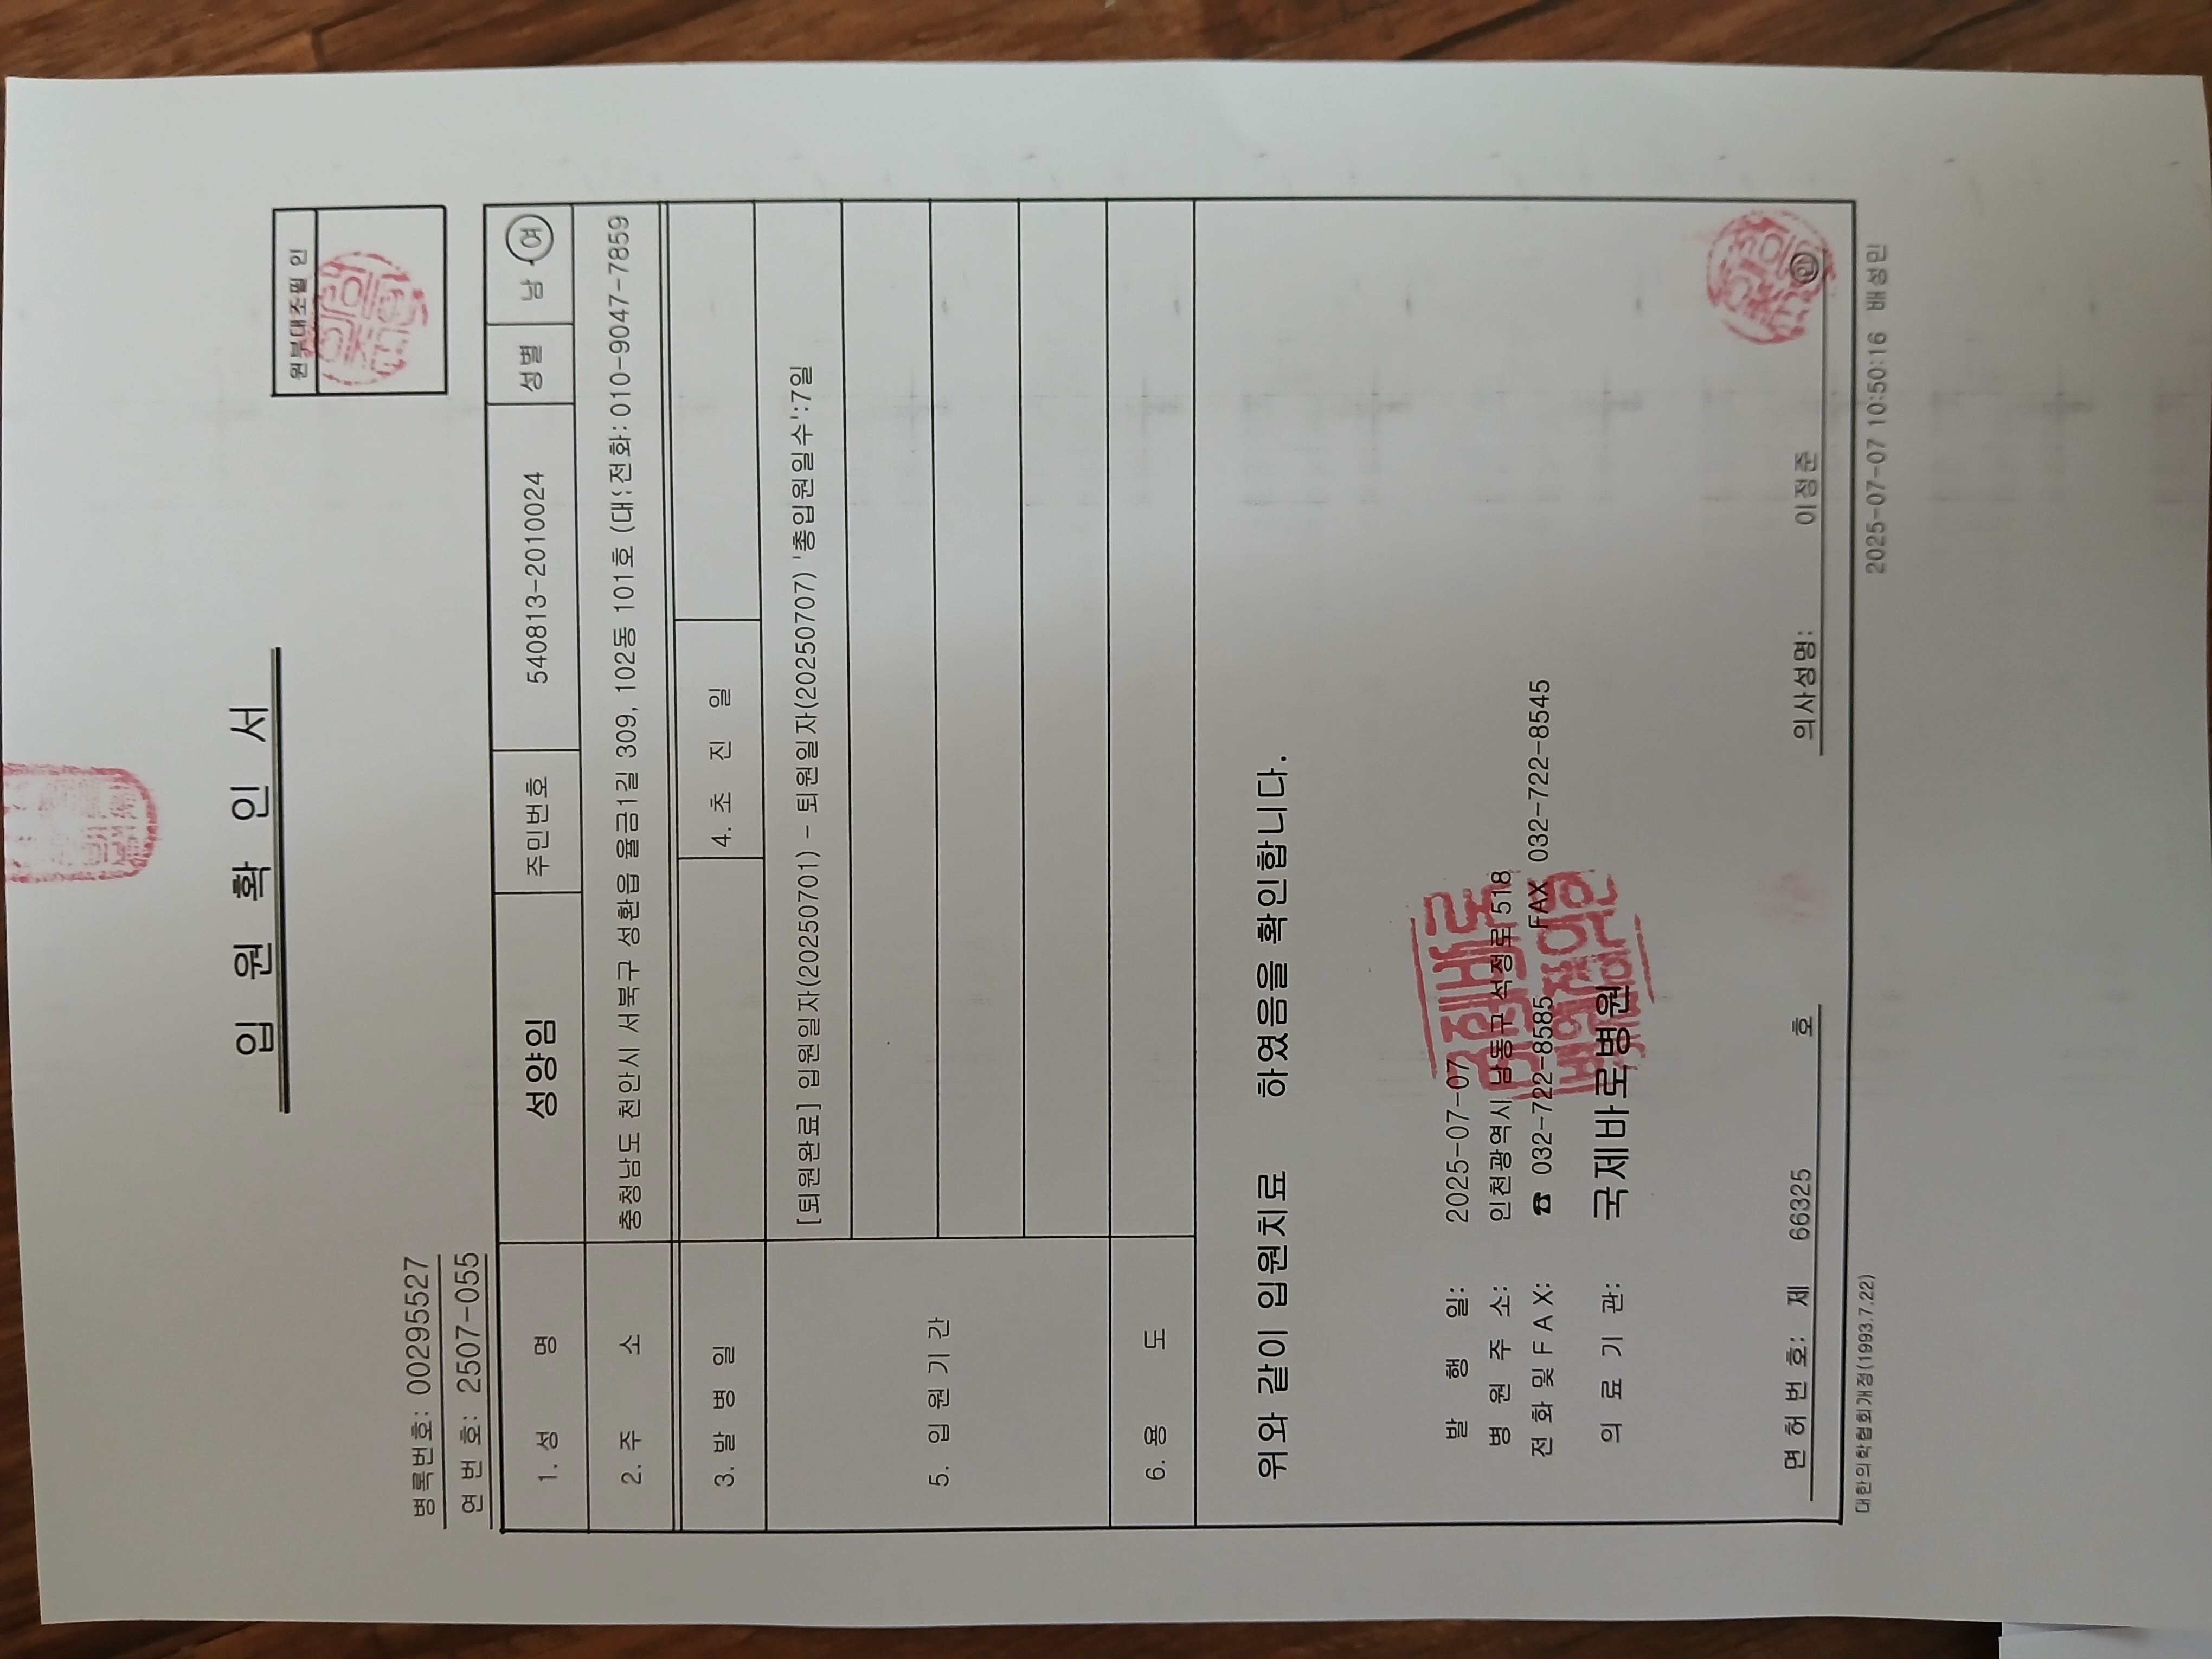 입 원 확 인 서
원부대조필 인
병록번호: 00295527
연 번 호: 2507-055
1. 성 명 성양임 주민번호 540813-2010024 성별 남 . 여
2. 주 소 충청남도 천안시 서북구 성환읍 율금1길 309, 102동 101호 (대 전화: 010-9047-7859
3. 발 병 일 4. 초 진 일
5. 입 원 기 간 [퇴원완료] 입원일자(20250701) - 퇴원일자(20250707) '총입원일수':7일
6. 용 도
위와 같이 입원치료 하였음을 확인합니다.
발 행 일: 2025-07-07
병 원 주 소: 인천광역시 남동구 석정로 518
전 화 및 F A X: ☎ 032-722-8585 FAX 032-722-8545
의 료 기 관: 국제바로병원
국제바로
병원
면 허 번 호: 제 66325 호 의사성명: 이정준 인
대한의학협회개정(1993.7.22) 2025-07-07 10:50:16 배성민